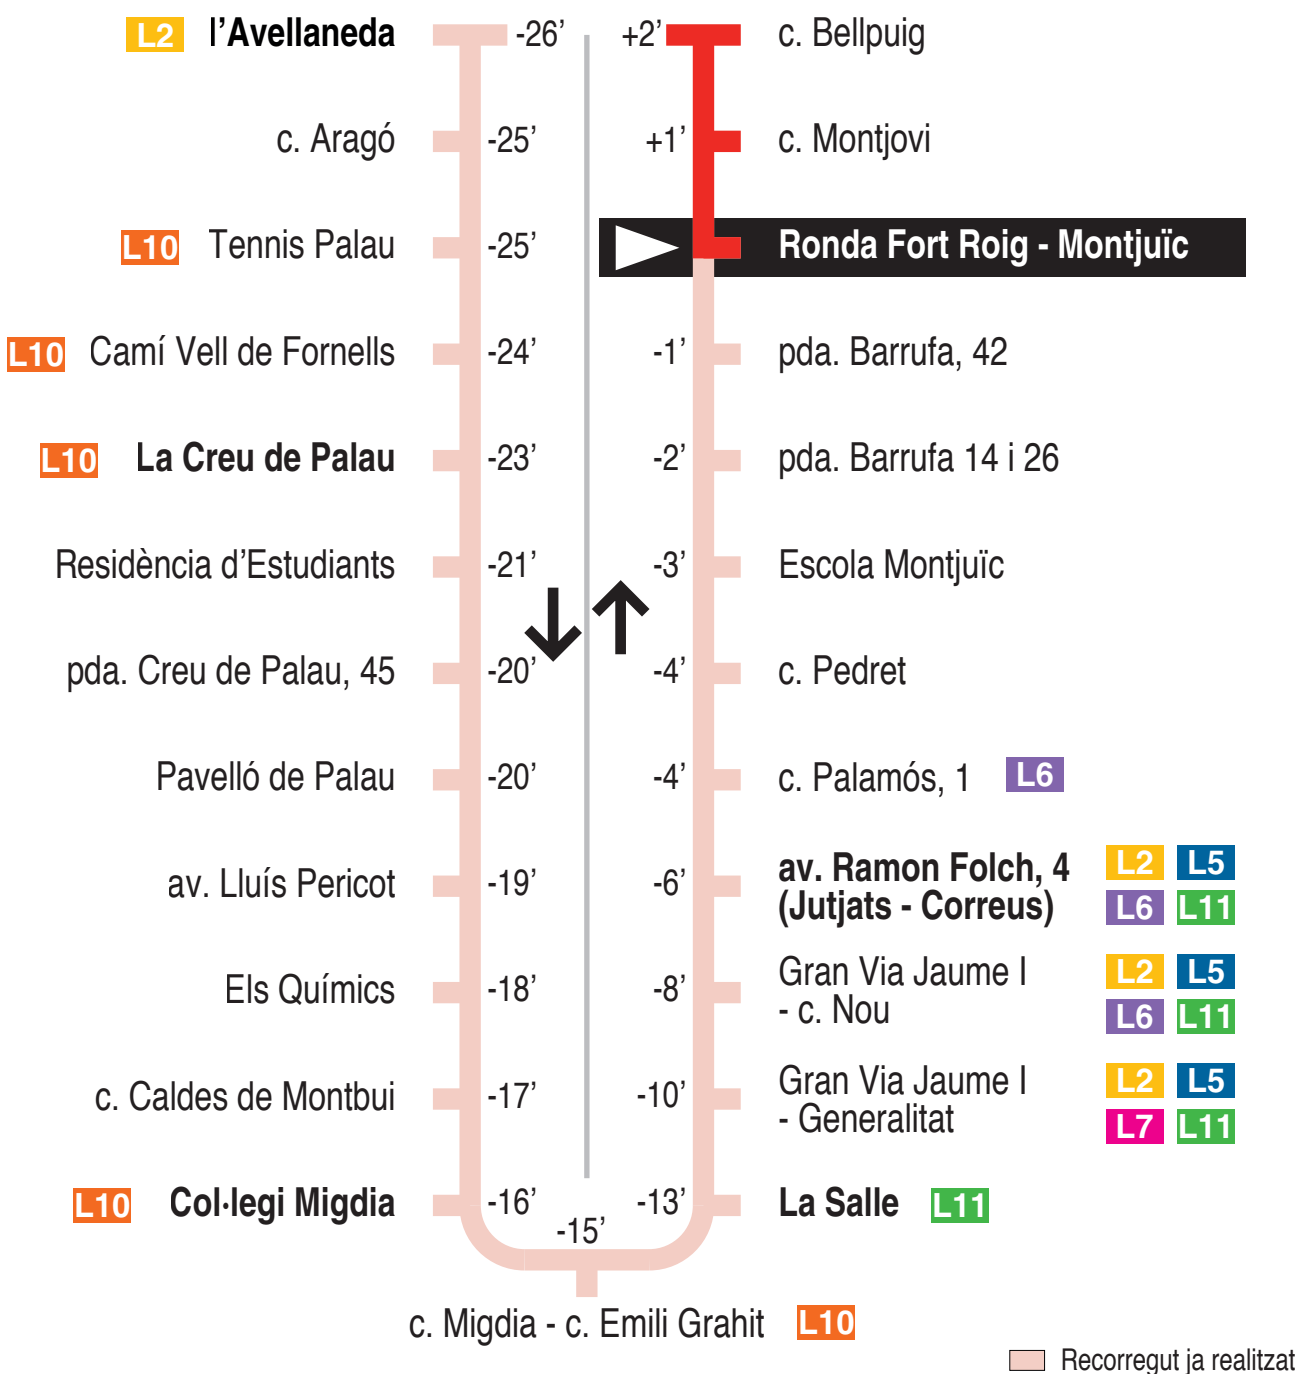 L2 l’Avellaneda -26’ +2’ c. Bellpuig
c. Aragó -25’ +1’ c. Montjovi
L10 Tennis Palau -25’ Ronda Fort Roig - Montjuïc
L10 Camí Vell de Fornells -24’ -1’ pda. Barrufa, 42
L10 La Creu de Palau -23’ -2’ pda. Barrufa 14 i 26
Residència d’Estudiants -21’ -3’ Escola Montjuïc
pda. Creu de Palau, 45 -20’ -4’ c. Pedret
Pavelló de Palau -20’ -4’ c. Palamós, 1 L6
av. Lluís Pericot -19’ -6’ av. Ramon Folch, 4 L2 L5
(Jutjats - Correus) L6 L11
Els Químics -18’ -8’ Gran Via Jaume I L2 L5
- c. Nou L6 L11
c. Caldes de Montbui -17’ -10’ Gran Via Jaume I L2 L5
- Generalitat L7 L11
L10 Col·legi Migdia -16’ -13’ La Salle L11
-15’
c. Migdia - c. Emili Grahit L10
Recorregut ja realitzat